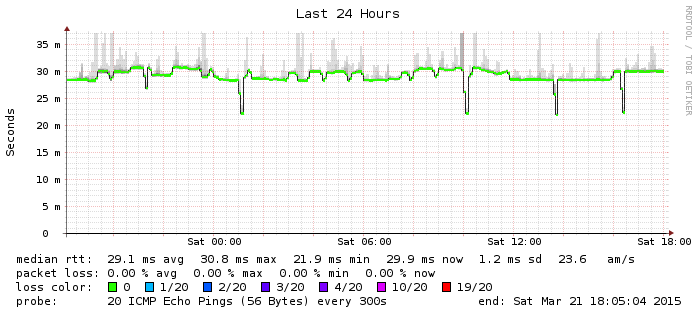 Last 24 Hours
RRDTOOL / TOBI OETIKER
Seconds
35 m
30 m
25 m
20 m
15 m
10 m
5 m
0
Sat 00:00 Sat 06:00 Sat 12:00 Sat 18:00
median rtt: 29.1 ms avg 30.8 ms max 21.9 ms min 29.9 ms now 1.2 ms sd 23.6 am/s
packet loss: 0.00 % avg 0.00 % max 0.00 % min 0.00 % now
loss color: 0 1/20 2/20 3/20 4/20 10/20 19/20
probe: 20 ICMP Echo Pings (56 Bytes) every 300s end: Sat Mar 21 18:05:04 2015